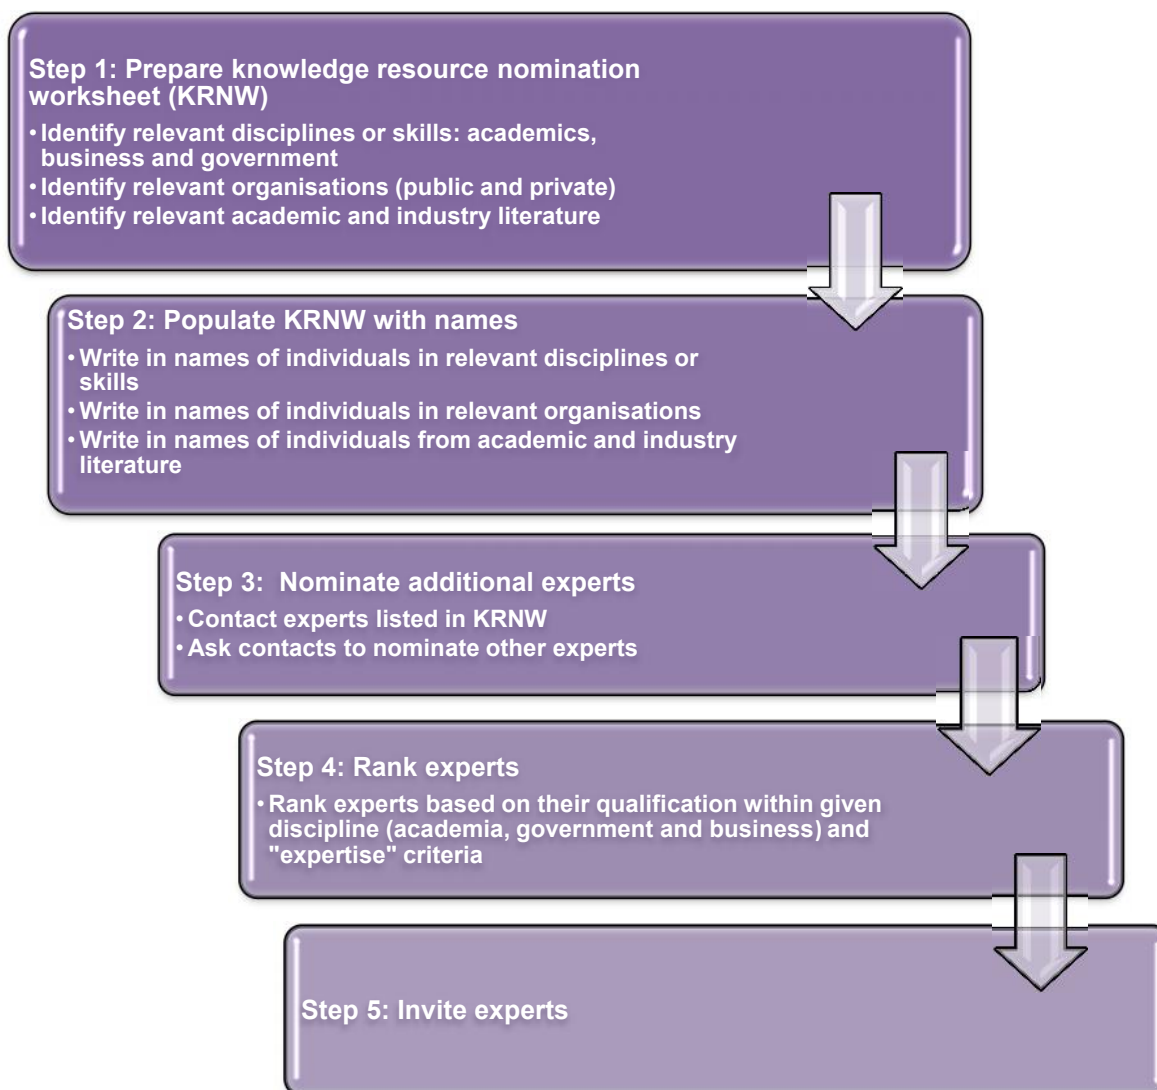 Step 1: Prepare knowledge resource nomination
worksheet (KRNW)
• Identify relevant disciplines or skills: academics,
business and government
• Identify relevant organisations (public and private)
• Identify relevant academic and industry literature
Step 2: Populate KRNW with names
• Write in names of individuals in relevant disciplines or
skills
• Write in names of individuals in relevant organisations
• Write in names of individuals from academic and industry
literature
Step 3:  Nominate additional experts
• Contact experts listed in KRNW
• Ask contacts to nominate other experts
Step 4: Rank experts
• Rank experts based on their qualification within given
discipline (academia, government and business) and
"expertise" criteria
Step 5: Invite experts